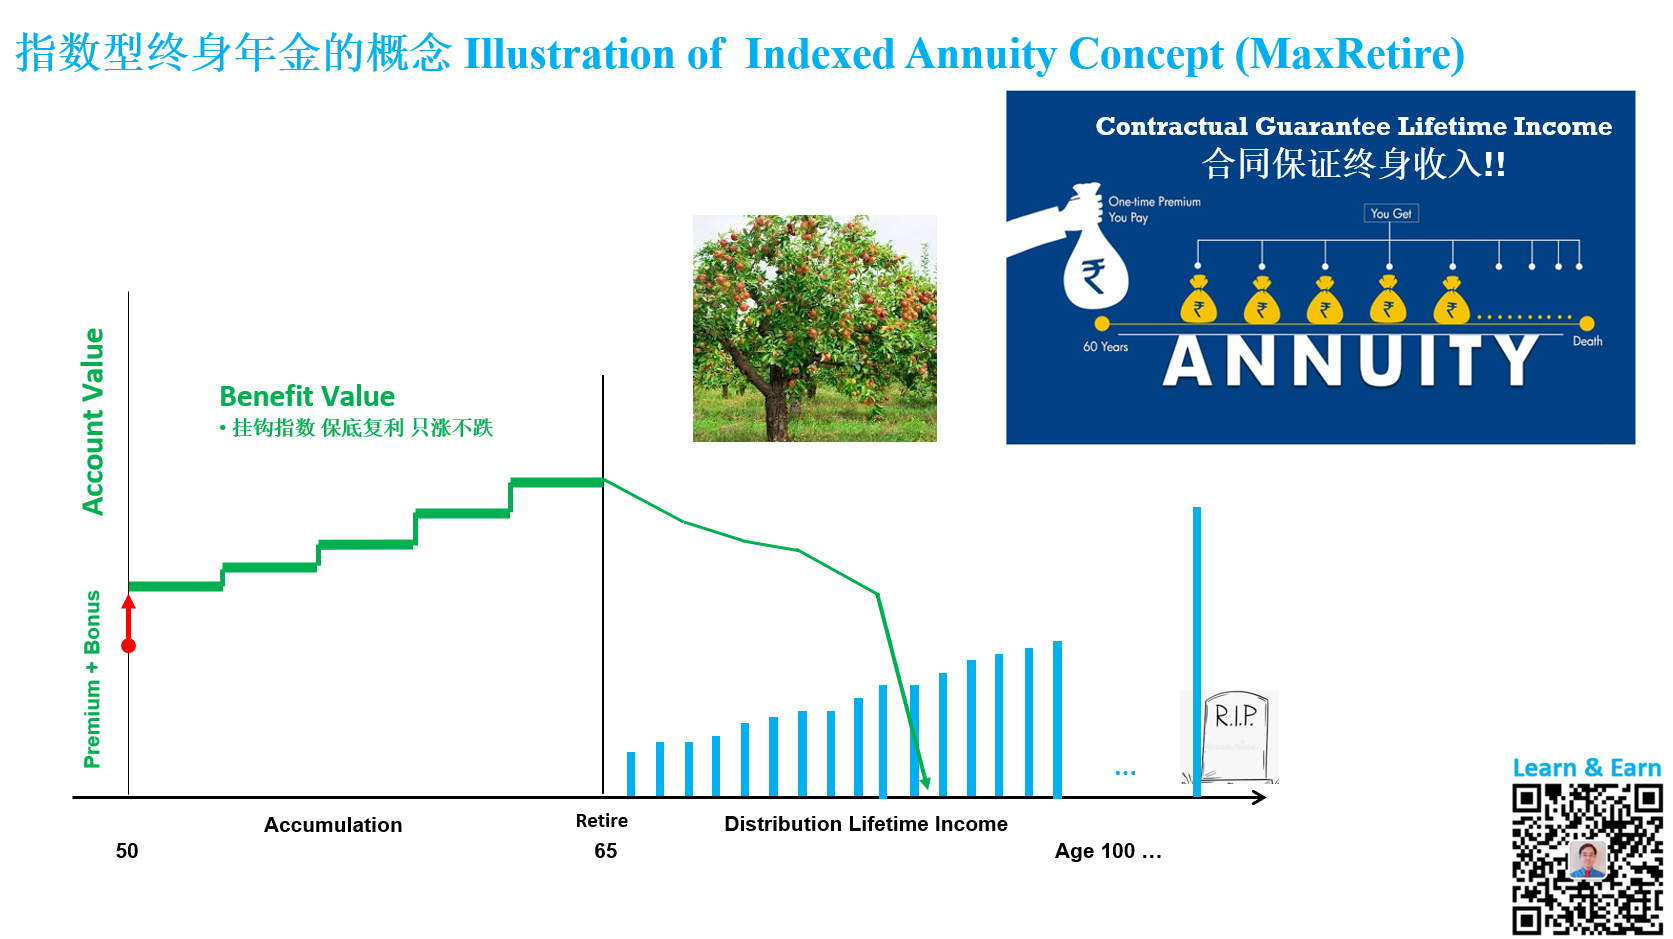 指数型终身年金的概念 Illustration of Indexed Annuity Concept (MaxRetire)
Contractual Guarantee Lifetime Income
合同保证终身收入!!
One-time Premium
You Pay
You Get
₹
₹ ₹ ₹ ₹ ₹
60 Years
Death
ANNUITY
Account Value
Premium + Bonus
Benefit Value
• 挂钩指数 保底复利 只涨不跌
R.I.P.
...
Accumulation
Retire
Distribution Lifetime Income
50
65
Age 100 ...
Learn & Earn